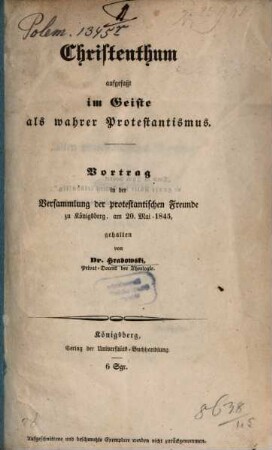 Polem. 1345 r
Christenthum
aufgefaßt
im Geiste
als wahrer Protestantismus.
Vortrag
in der
Versammlung der protestantischen Freunde
zu Königsberg, am 20. Mai 1845,
gehalten
von
Dr. Grabowski,
Privat-Docent der Theologie.
Königsberg,
Verlag der Universitäts-Buchhandlung.
6 Sgr.
8638
Aufgeschnittene und beschmutzte Exemplare werden nicht zurückgenommen.